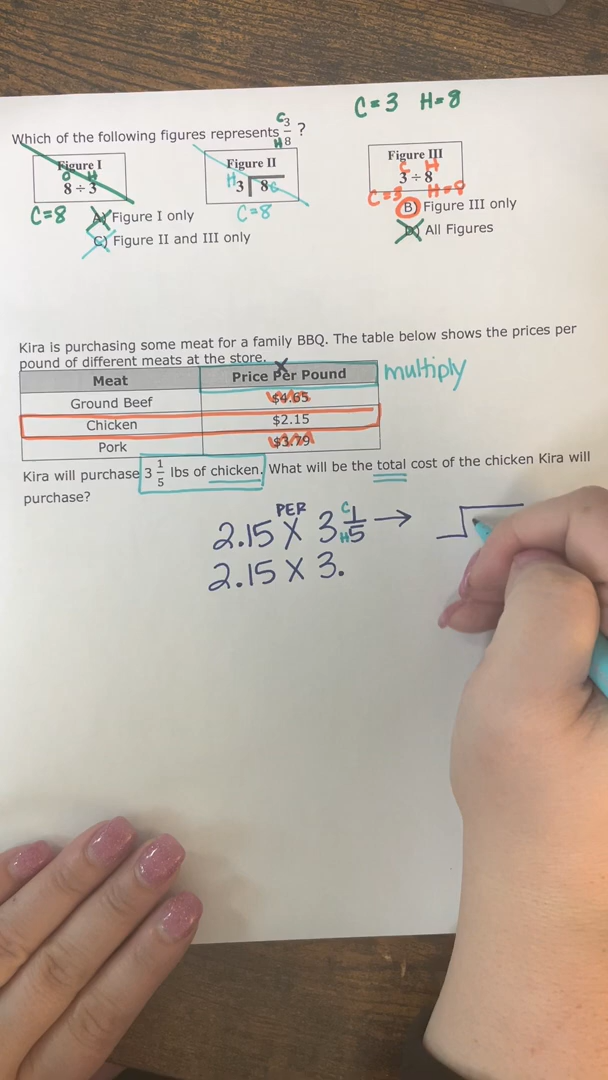 C=3 H=8
Which of the following figures represents C 3/H 8 ?
Figure I
C H
8 ÷ 3
Figure II
H 3⟌8 C
Figure III
C H
3 ÷ 8
C=8
C=8
C=3 H=8
A) Figure I only
B) Figure III only
C) Figure II and III only
D) All Figures
Kira is purchasing some meat for a family BBQ. The table below shows the prices per
pound of different meats at the store.
Meat Price Per Pound
X
multiply
Ground Beef $4.65
Chicken $2.15
Pork $3.79
Kira will purchase 3 1/5 lbs of chicken. What will be the total cost of the chicken Kira will
purchase?
PER
2.15 X 3 C 1/H 5 →
2.15 X 3.